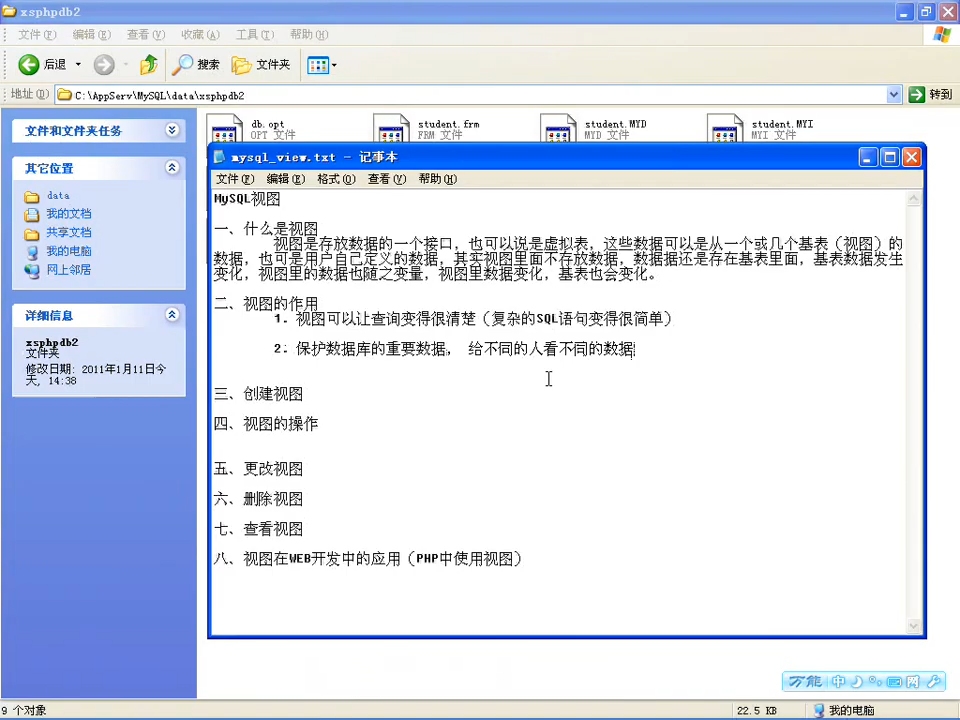 xsphpdb2
文件(F) 编辑(E) 查看(V) 收藏(A) 工具(T) 帮助(H)
后退 搜索 文件夹
地址(D) C:\AppServ\MySQL\data\xsphpdb2 转到
文件和文件夹任务
其它位置
data
我的文档
共享文档
我的电脑
网上邻居
详细信息
xsphpdb2
文件夹
修改日期: 2011年1月11日今
天, 14:38
db.opt
OPT 文件
student.frm
FRM 文件
student.MYD
MYD 文件
student.MYI
MYI 文件
mysql_view.txt - 记事本
文件(F) 编辑(E) 格式(O) 查看(V) 帮助(H)
MySQL视图
一、什么是视图
视图是存放数据的一个接口，也可以说是虚拟表，这些数据可以是从一个或几个基表（视图）的
数据，也可是用户自己定义的数据，其实视图里面不存放数据，数据据还是存在基表里面，基表数据发生
变化，视图里的数据也随之变量，视图里数据变化，基表也会变化。
二、视图的作用
1. 视图可以让查询变得很清楚（复杂的SQL语句变得很简单）
2. 保护数据库的重要数据， 给不同的人看不同的数据
三、创建视图
四、视图的操作
五、更改视图
六、删除视图
七、查看视图
八、视图在WEB开发中的应用（PHP中使用视图）
万能 中 网
9 个对象 22.5 KB 我的电脑